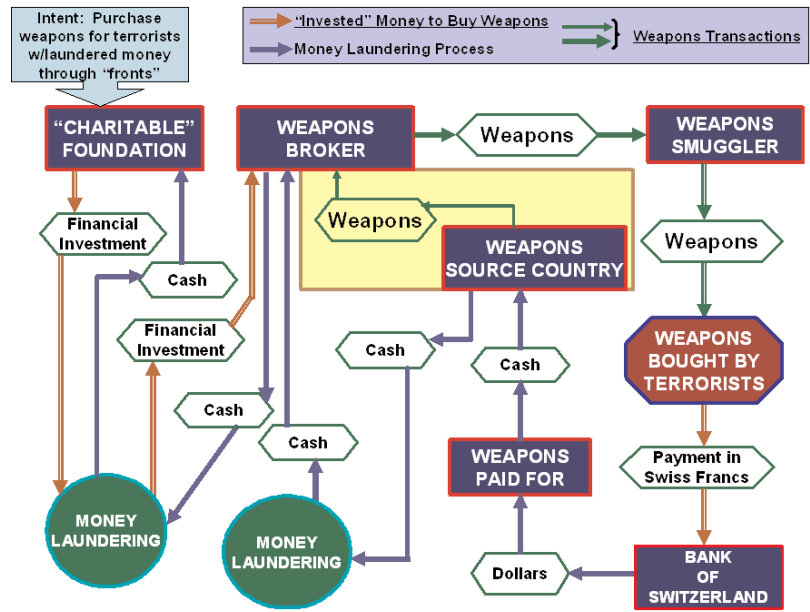 Intent: Purchase
weapons for terrorists
w/laundered money
through “fronts”
“Invested” Money to Buy Weapons
Money Laundering Process
Weapons Transactions
“CHARITABLE”
FOUNDATION
WEAPONS
BROKER
Weapons
WEAPONS
SMUGGLER
Financial
Investment
Weapons
Weapons
WEAPONS
SOURCE COUNTRY
Cash
Financial
Investment
Cash
Cash
WEAPONS
BOUGHT BY
TERRORISTS
Cash
Cash
WEAPONS
PAID FOR
Payment in
Swiss Francs
MONEY
LAUNDERING
MONEY
LAUNDERING
Dollars
BANK
OF
SWITZERLAND